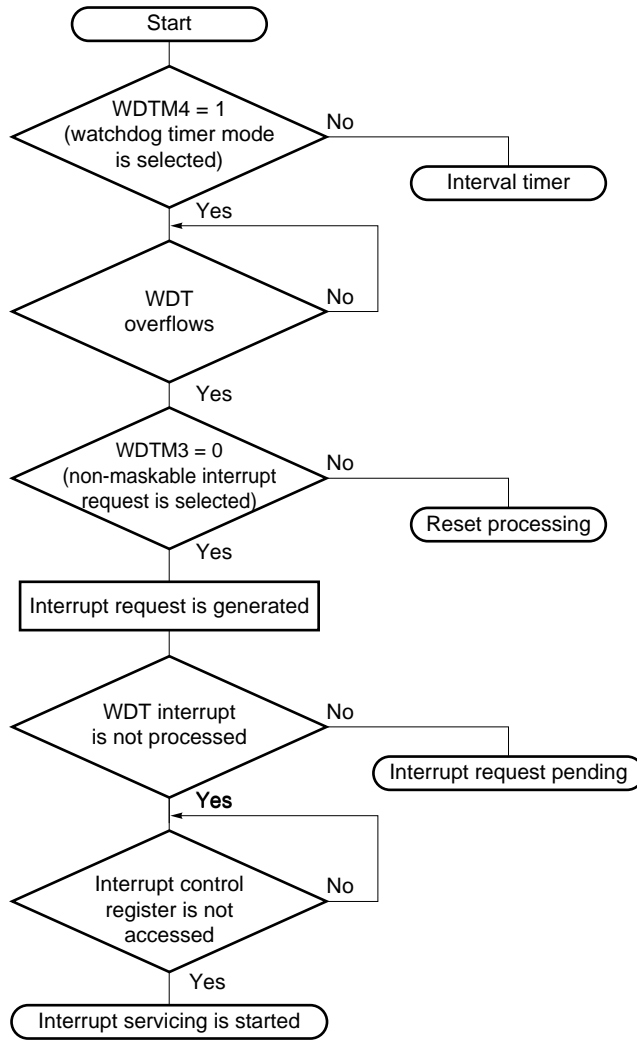 Start
WDTM4 = 1
(watchdog timer mode
is selected)
No
Interval timer
Yes
WDT
overflows
No
Yes
WDTM3 = 0
(non-maskable interrupt
request is selected)
No
Reset processing
Yes
Interrupt request is generated
WDT interrupt
is not processed
No
Interrupt request pending
Yes
Interrupt control
register is not
accessed
No
Yes
Interrupt servicing is started